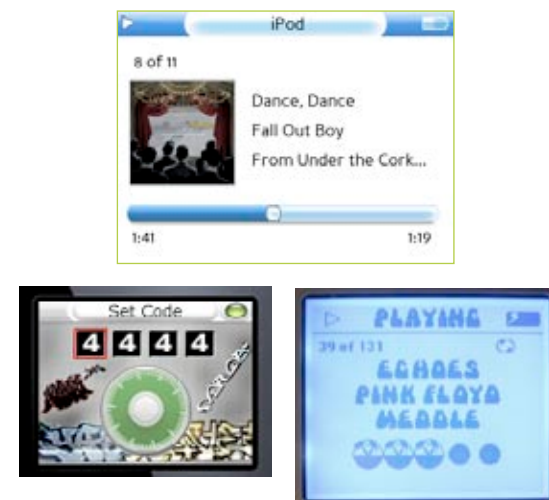 iPod
8 of 11
Dance, Dance
Fall Out Boy
From Under the Cork...
1:41 1:19
Set Code
4 4 4 4
PLAYING
39 of 131
ECHOES
PINK FLOYD
MEDDLE